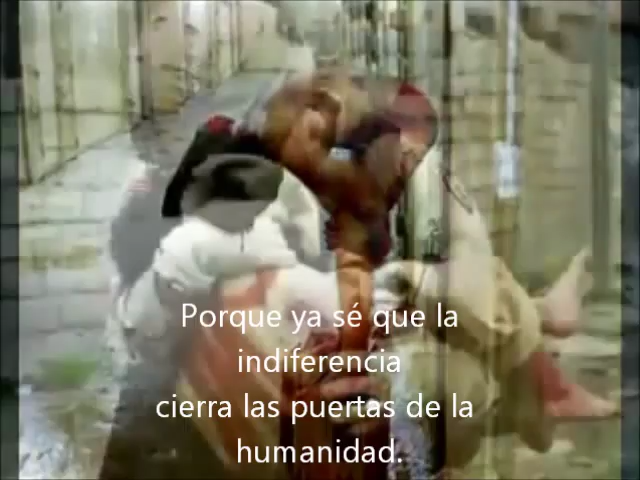 Porque ya sé que la
indiferencia
cierra las puertas de la
humanidad.